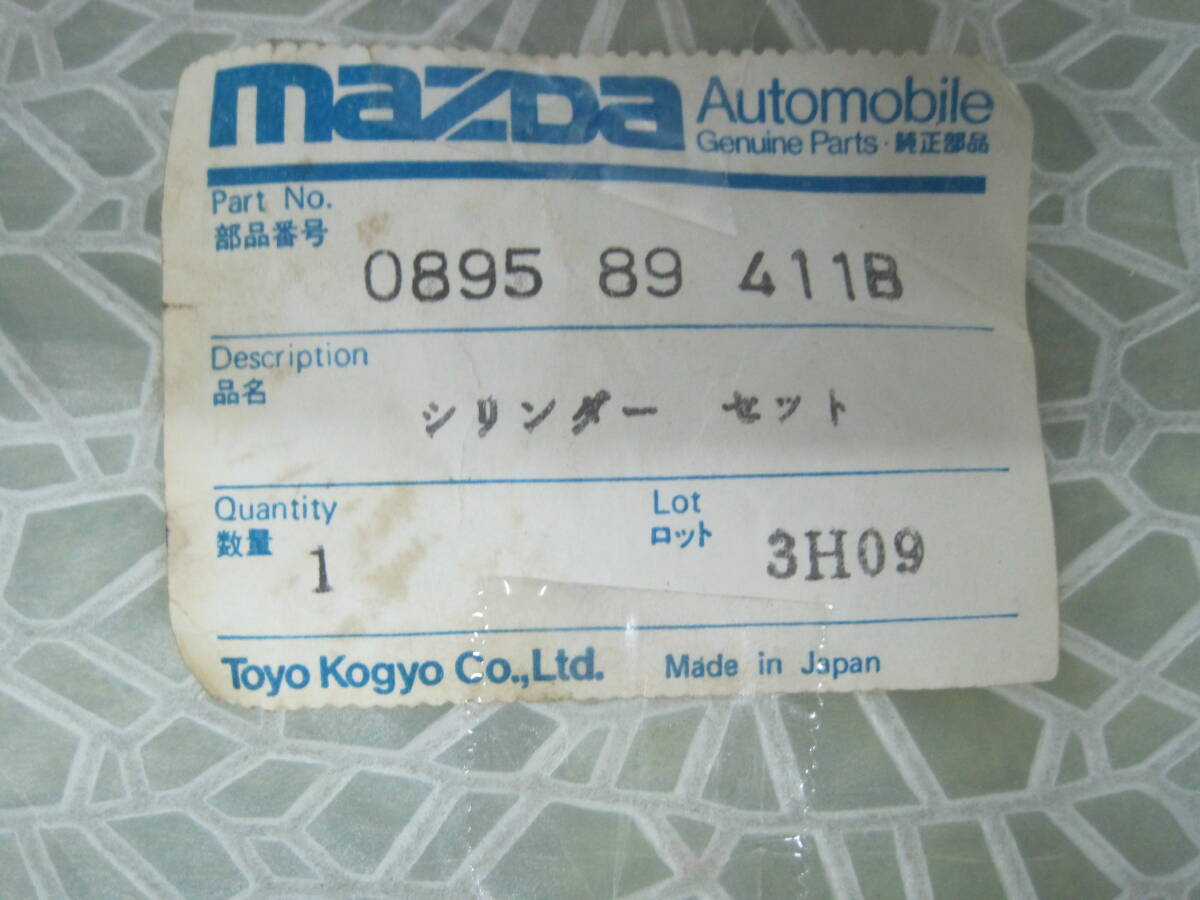 mazda Automobile
Genuine Parts・純正部品
Part No.
部品番号
0895 89 411B
Description
品名
シリンダー セット
Quantity
数量
1
Lot
ロット
3H09
Toyo Kogyo Co.,Ltd. Made in Japan